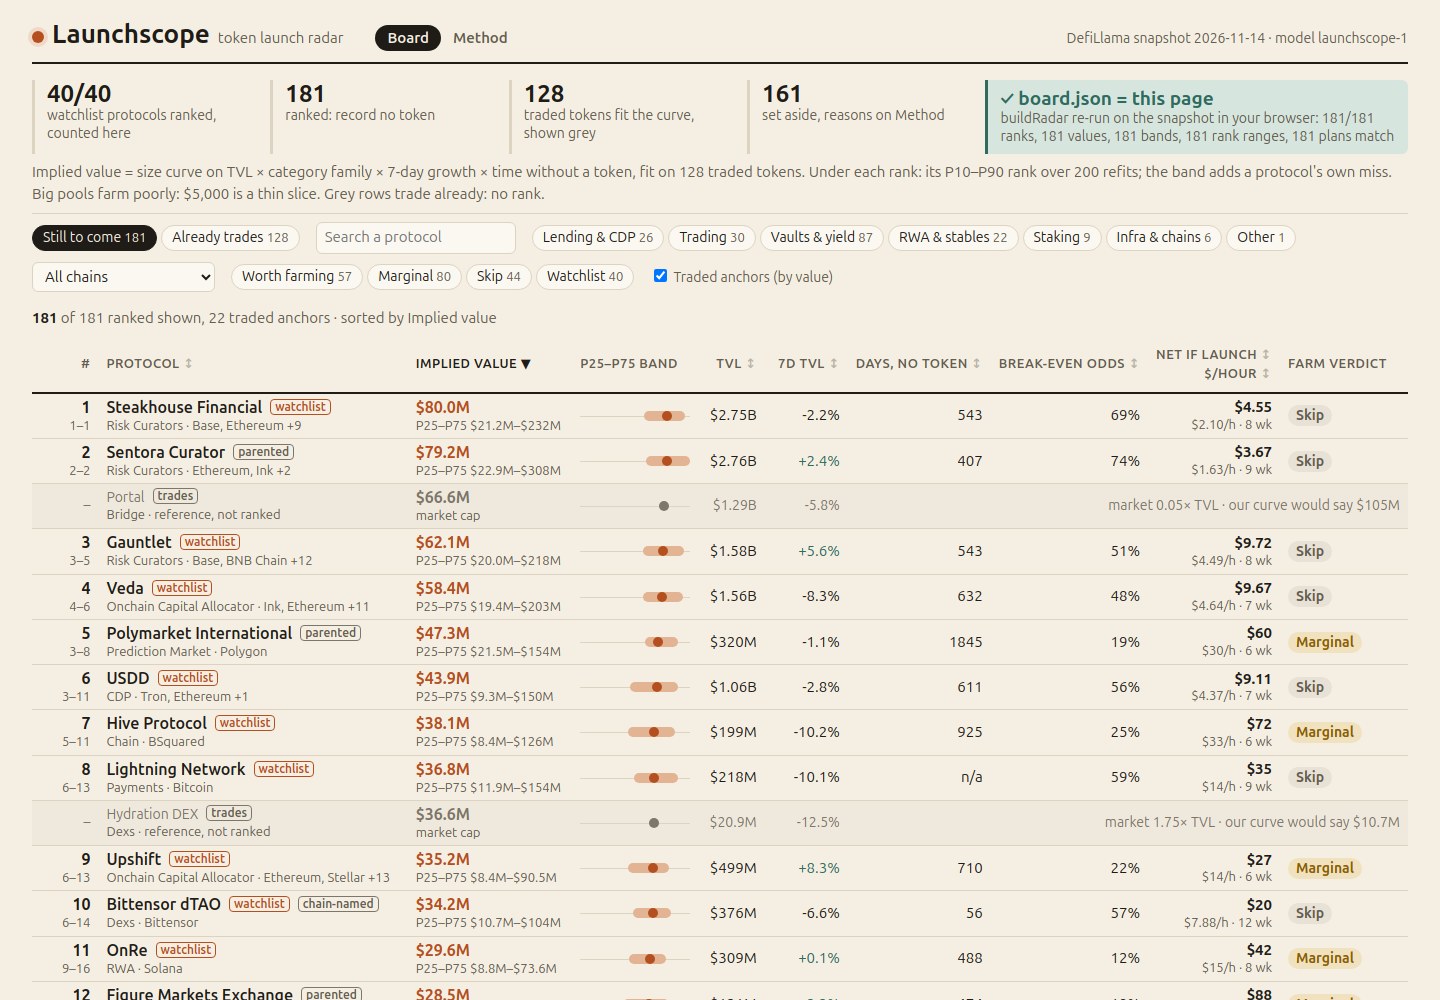 Launchscope token launch radar Board Method DefiLlama snapshot 2026-11-14 · model launchscope-1
40/40
watchlist protocols ranked,
counted here
181
ranked: record no token
128
traded tokens fit the curve,
shown grey
161
set aside, reasons on Method
✓ board.json = this page
buildRadar re-run on the snapshot in your browser: 181/181
ranks, 181 values, 181 bands, 181 rank ranges, 181 plans match
Implied value = size curve on TVL × category family × 7-day growth × time without a token, fit on 128 traded tokens. Under each rank: its P10–P90 rank over 200 refits; the band adds a protocol's own miss.
Big pools farm poorly: $5,000 is a thin slice. Grey rows trade already: no rank.
Still to come 181 Already trades 128 Search a protocol Lending & CDP 26 Trading 30 Vaults & yield 87 RWA & stables 22 Staking 9 Infra & chains 6 Other 1
All chains Worth farming 57 Marginal 80 Skip 44 Watchlist 40 Traded anchors (by value)
181 of 181 ranked shown, 22 traded anchors · sorted by Implied value
# PROTOCOL ↕ IMPLIED VALUE ▼ P25–P75 BAND TVL ↕ 7D TVL ↕ DAYS, NO TOKEN ↕ BREAK-EVEN ODDS ↕ NET IF LAUNCH ↕ FARM VERDICT
$/HOUR ↕
1 Steakhouse Financial watchlist $80.0M $2.75B -2.2% 543 69% $4.55 Skip
1–1 Risk Curators · Base, Ethereum +9 P25–P75 $21.2M–$232M $2.10/h · 8 wk
2 Sentora Curator parented $79.2M $2.76B +2.4% 407 74% $3.67 Skip
2–2 Risk Curators · Ethereum, Ink +2 P25–P75 $22.9M–$308M $1.63/h · 9 wk
– Portal trades $66.6M $1.29B -5.8% market 0.05× TVL · our curve would say $105M
Bridge · reference, not ranked market cap
3 Gauntlet watchlist $62.1M $1.58B +5.6% 543 51% $9.72 Skip
3–5 Risk Curators · Base, BNB Chain +12 P25–P75 $20.0M–$218M $4.49/h · 8 wk
4 Veda watchlist $58.4M $1.56B -8.3% 632 48% $9.67 Skip
4–6 Onchain Capital Allocator · Ink, Ethereum +11 P25–P75 $19.4M–$203M $4.64/h · 7 wk
5 Polymarket International parented $47.3M $320M -1.1% 1845 19% $60 Marginal
3–8 Prediction Market · Polygon P25–P75 $21.5M–$154M $30/h · 6 wk
6 USDD watchlist $43.9M $1.06B -2.8% 611 56% $9.11 Skip
3–11 CDP · Tron, Ethereum +1 P25–P75 $9.3M–$150M $4.37/h · 7 wk
7 Hive Protocol watchlist $38.1M $199M -10.2% 925 25% $72 Marginal
5–11 Chain · BSquared P25–P75 $8.4M–$126M $33/h · 6 wk
8 Lightning Network watchlist $36.8M $218M -10.1% n/a 59% $35 Skip
6–13 Payments · Bitcoin P25–P75 $11.9M–$154M $14/h · 9 wk
– Hydration DEX trades $36.6M $20.9M -12.5% market 1.75× TVL · our curve would say $10.7M
Dexs · reference, not ranked market cap
9 Upshift watchlist $35.2M $499M +8.3% 710 22% $27 Marginal
6–13 Onchain Capital Allocator · Ethereum, Stellar +13 P25–P75 $8.4M–$90.5M $14/h · 6 wk
10 Bittensor dTAO watchlist chain-named $34.2M $376M -6.6% 56 57% $20 Skip
6–14 Dexs · Bittensor P25–P75 $10.7M–$104M $7.88/h · 12 wk
11 OnRe watchlist $29.6M $309M +0.1% 488 12% $42 Marginal
9–16 RWA · Solana P25–P75 $8.8M–$73.6M $15/h · 8 wk
12 Figure Markets Exchange parented $28.5M $88